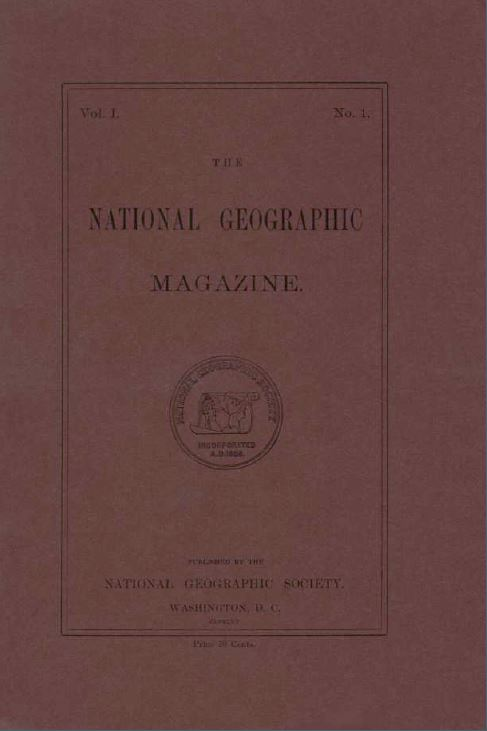 Vol. I.
No. 1.
THE
NATIONAL GEOGRAPHIC
MAGAZINE.
NATIONAL GEOGRAPHIC SOCIETY
INCORPORATED
A.D. 1888.
PUBLISHED BY THE
NATIONAL GEOGRAPHIC SOCIETY.
WASHINGTON, D. C.
Price 50 Cents.